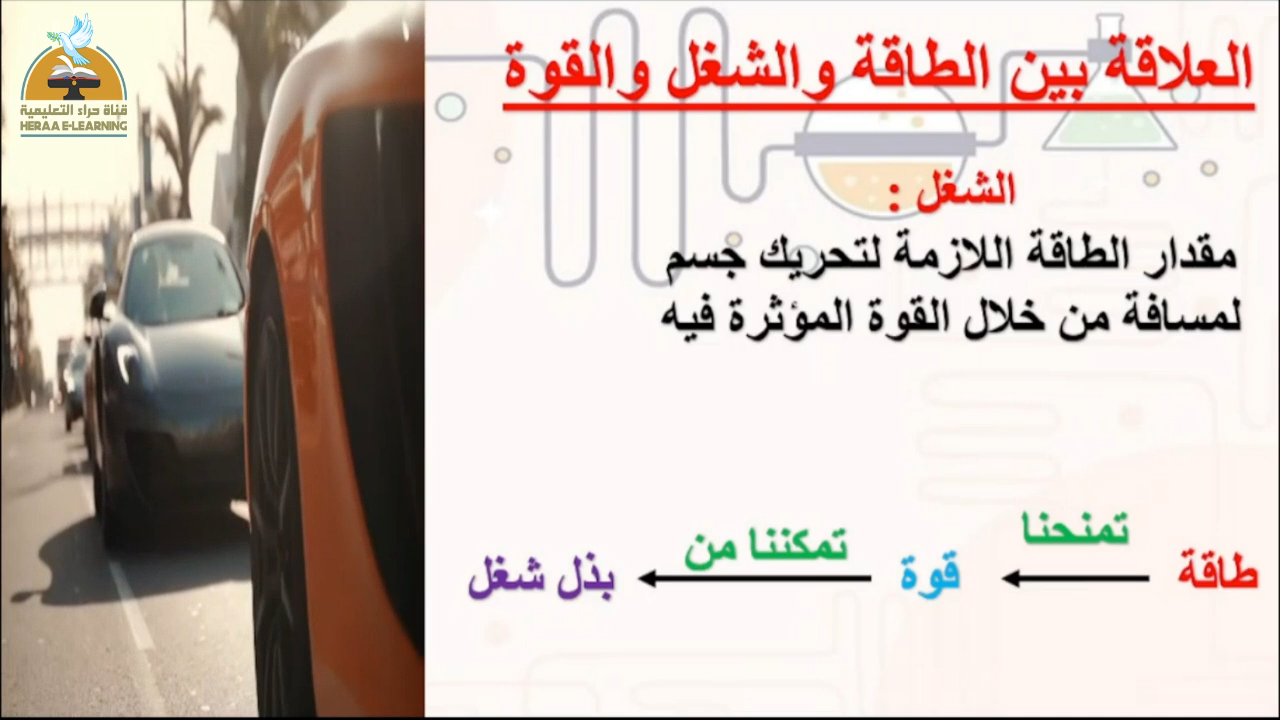 العلاقة بين الطاقة والشغل والقوة
الشغل :
مقدار الطاقة اللازمة لتحريك جسم
لمسافة من خلال القوة المؤثرة فيه
طاقة تمنحنا قوة تمكننا من بذل شغل
قناة حراء التعليمية
HERAA E-LEARNING